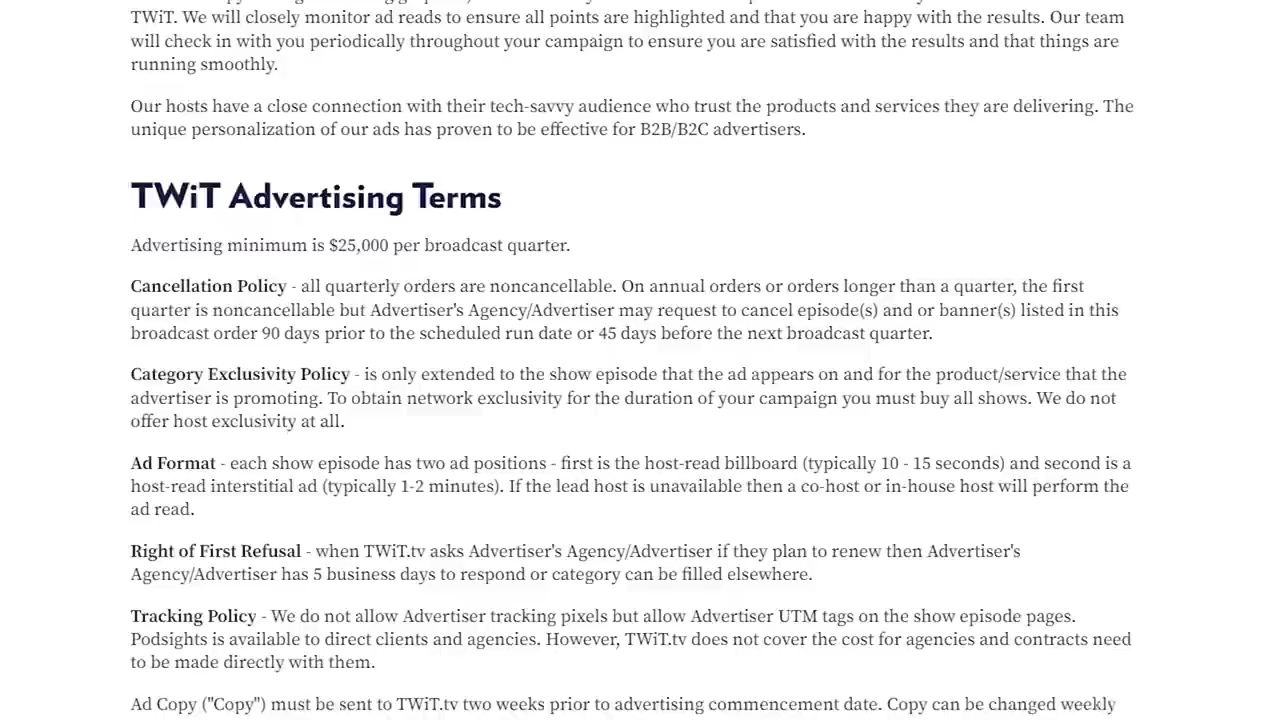 TWiT. We will closely monitor ad reads to ensure all points are highlighted and that you are happy with the results. Our team
will check in with you periodically throughout your campaign to ensure you are satisfied with the results and that things are
running smoothly.
Our hosts have a close connection with their tech-savvy audience who trust the products and services they are delivering. The
unique personalization of our ads has proven to be effective for B2B/B2C advertisers.
TWiT Advertising Terms
Advertising minimum is $25,000 per broadcast quarter.
Cancellation Policy - all quarterly orders are noncancellable. On annual orders or orders longer than a quarter, the first
quarter is noncancellable but Advertiser's Agency/Advertiser may request to cancel episode(s) and or banner(s) listed in this
broadcast order 90 days prior to the scheduled run date or 45 days before the next broadcast quarter.
Category Exclusivity Policy - is only extended to the show episode that the ad appears on and for the product/service that the
advertiser is promoting. To obtain network exclusivity for the duration of your campaign you must buy all shows. We do not
offer host exclusivity at all.
Ad Format - each show episode has two ad positions - first is the host-read billboard (typically 10 - 15 seconds) and second is a
host-read interstitial ad (typically 1-2 minutes). If the lead host is unavailable then a co-host or in-house host will perform the
ad read.
Right of First Refusal - when TWiT.tv asks Advertiser's Agency/Advertiser if they plan to renew then Advertiser's
Agency/Advertiser has 5 business days to respond or category can be filled elsewhere.
Tracking Policy - We do not allow Advertiser tracking pixels but allow Advertiser UTM tags on the show episode pages.
Podsights is available to direct clients and agencies. However, TWiT.tv does not cover the cost for agencies and contracts need
to be made directly with them.
Ad Copy ("Copy") must be sent to TWiT.tv two weeks prior to advertising commencement date. Copy can be changed weekly